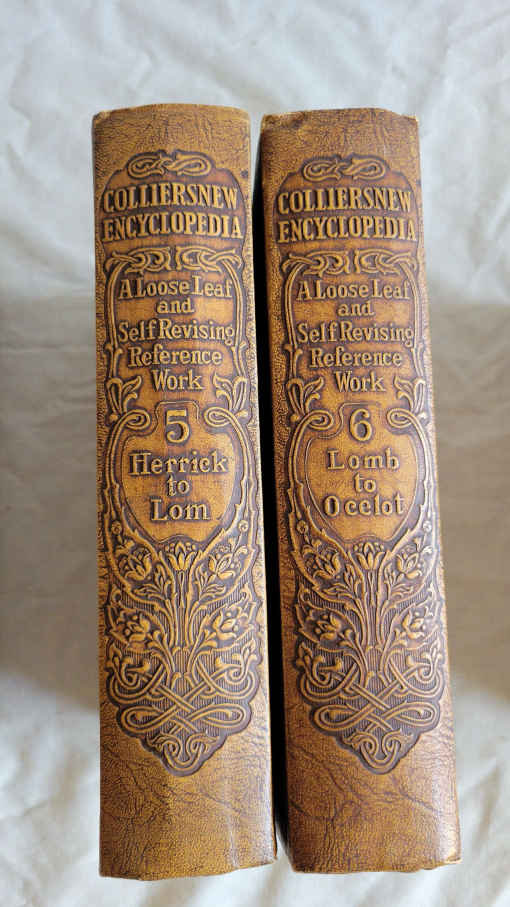 COLLIERSNEW
ENCYCLOPEDIA
A Loose Leaf
and
Self Revising
Reference
Work
5
Herrick
to
Lom
COLLIERSNEW
ENCYCLOPEDIA
A Loose Leaf
and
Self Revising
Reference
Work
6
Lomb
to
Ocelot